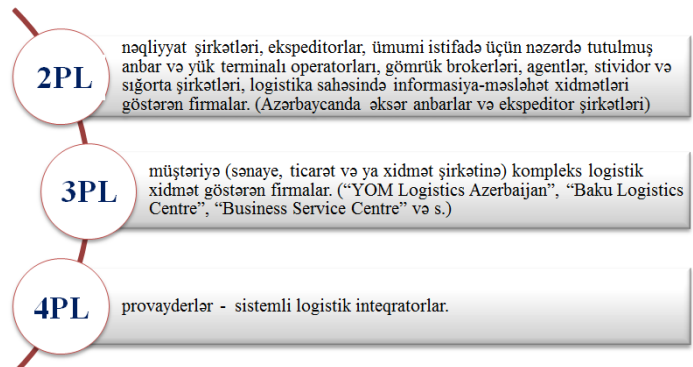 2PL
nəqliyyat şirkətləri, ekspeditorlar, ümumi istifadə üçün nəzərdə tutulmuş
anbar və yük terminalı operatorları, gömrük brokerləri, agentlər, stividor və
sığorta şirkətləri, logistika sahəsində informasiya-məsləhət xidmətləri
göstərən firmalar. (Azərbaycanda əksər anbarlar və ekspeditor şirkətləri)
3PL
müştəriyə (sənaye, ticarət və ya xidmət şirkətinə) kompleks logistik
xidmət göstərən firmalar. (“YOM Logistics Azerbaijan”, “Baku Logistics
Centre”, “Business Service Centre” və s.)
4PL
provayderlər - sistemli logistik inteqratorlar.